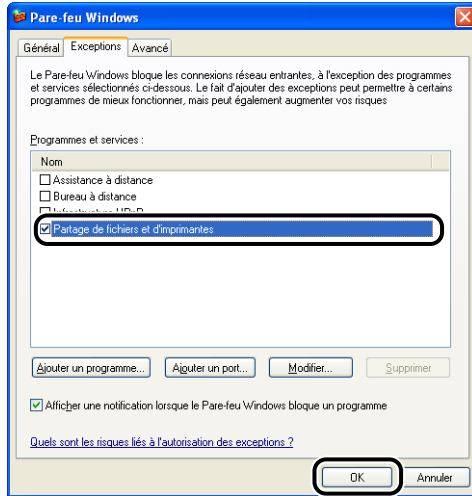 Pare-feu Windows
Général Exceptions Avancé
Le Pare-feu Windows bloque les connexions réseau entrantes, à l'exception des programmes
et services sélectionnés ci-dessous. Le fait d'ajouter des exceptions peut permettre à certains
programmes de mieux fonctionner, mais peut également augmenter vos risques
Programmes et services :
Nom
Assistance à distance
Bureau à distance
Partage de fichiers et d'imprimantes
Ajouter un programme... Ajouter un port... Modifier... Supprimer
Afficher une notification lorsque le Pare-feu Windows bloque un programme
Quels sont les risques liés à l'autorisation des exceptions ?
OK Annuler